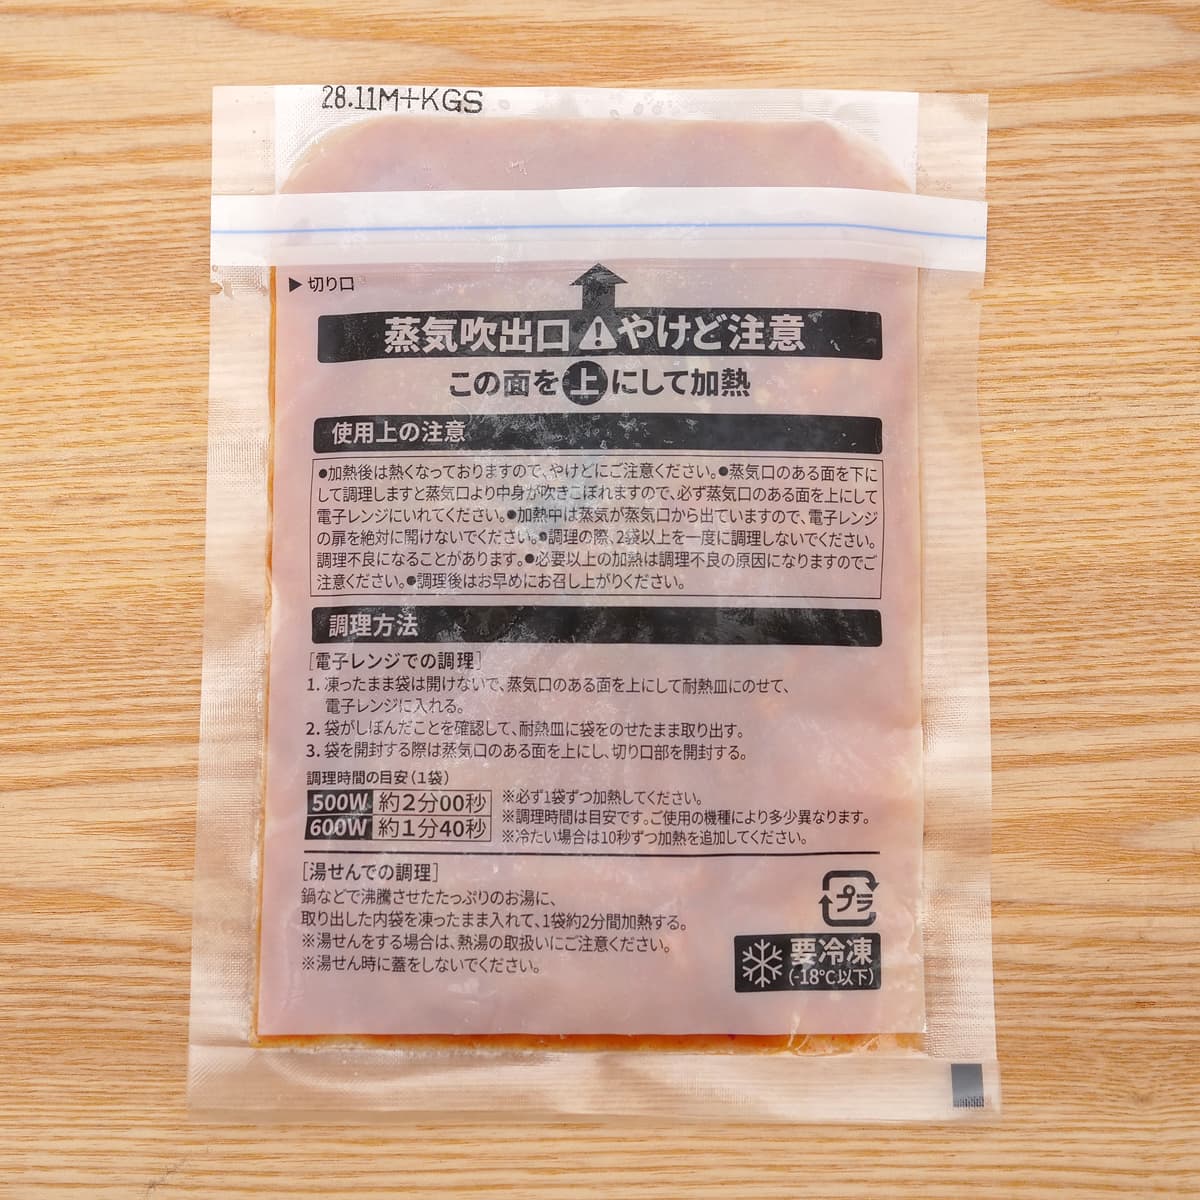 28.11M+KGS
▶切り口
蒸気吹出口⚠やけど注意
この面を上にして加熱
使用上の注意
●加熱後は熱くなっておりますので、やけどにご注意ください。●蒸気口のある面を下に
して調理しますと蒸気口より中身が吹きこぼれますので、必ず蒸気口のある面を上にして
電子レンジにいれてください。●加熱中は蒸気が蒸気口から出ていますので、電子レンジ
の扉を絶対に開けないでください。●調理の際、2袋以上を一度に調理しないでください。
調理不良になることがあります。●必要以上の加熱は調理不良の原因になりますのでご
注意ください。●調理後はお早めにお召し上がりください。
調理方法
[電子レンジでの調理]
1. 凍ったまま袋は開けないで、蒸気口のある面を上にして耐熱皿にのせて、
電子レンジに入れる。
2. 袋がしぼんだことを確認して、耐熱皿に袋をのせたまま取り出す。
3. 袋を開封する際は蒸気口のある面を上にし、切り口部を開封する。
調理時間の目安(1袋)
500W 約2分00秒
600W 約1分40秒
※必ず1袋ずつ加熱してください。
※調理時間は目安です。ご使用の機種により多少異なります。
※冷たい場合は10秒ずつ加熱を追加してください。
[湯せんでの調理]
鍋などで沸騰させたたっぷりのお湯に、
取り出した内袋を凍ったまま入れて、1袋約2分間加熱する。
※湯せんをする場合は、熱湯の取扱いにご注意ください。
※湯せん時に蓋をしないでください。
プラ
要冷凍
(-18℃以下)